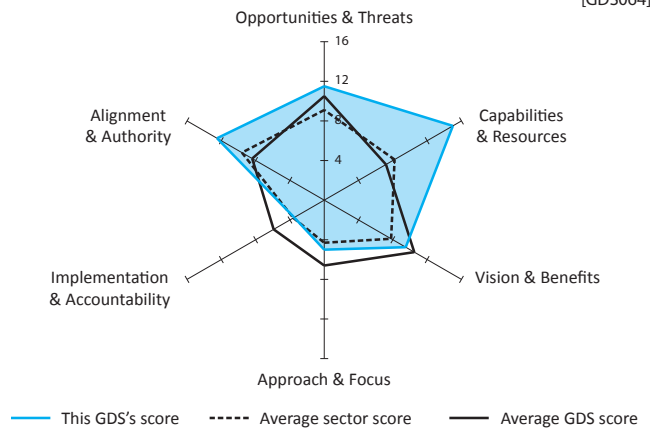 Opportunities & Threats
16
12
8
4
Alignment
& Authority
Capabilities
& Resources
Implementation
& Accountability
Vision & Benefits
Approach & Focus
This GDS's score
Average sector score
Average GDS score